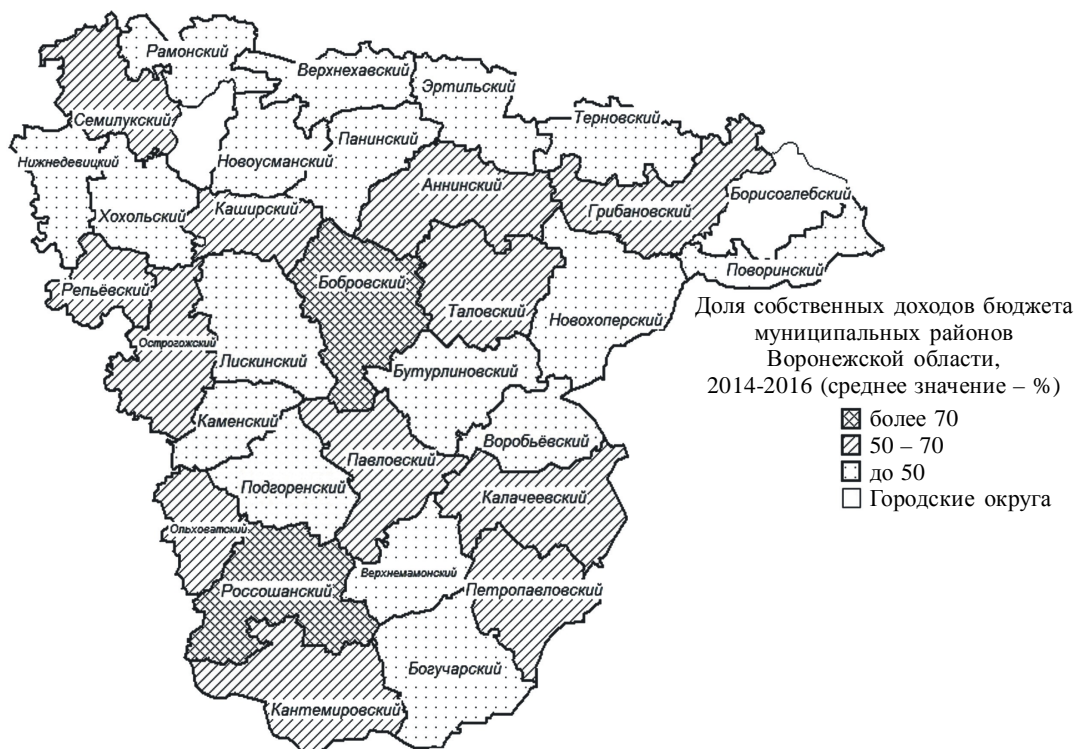 Рамонский
Верхнехавский
Эртильский
Семилукский
Терновский
Панинский
Нижнедевицкий
Новоусманский
Аннинский
Борисоглебский
Хохольский
Каширский
Грибановский
Поворинский
Репьёвский
Бобровский
Таловский
Новохоперский
Острогожский
Лискинский
Бутурлиновский
Каменский
Воробьёвский
Павловский
Подгоренский
Калачеевский
Ольховатский
Верхнемамонский
Россошанский
Петропавловский
Богучарский
Кантемировский
Доля собственных доходов бюджета
муниципальных районов
Воронежской области,
2014-2016 (среднее значение – %)
более 70
50 – 70
до 50
Городские округа